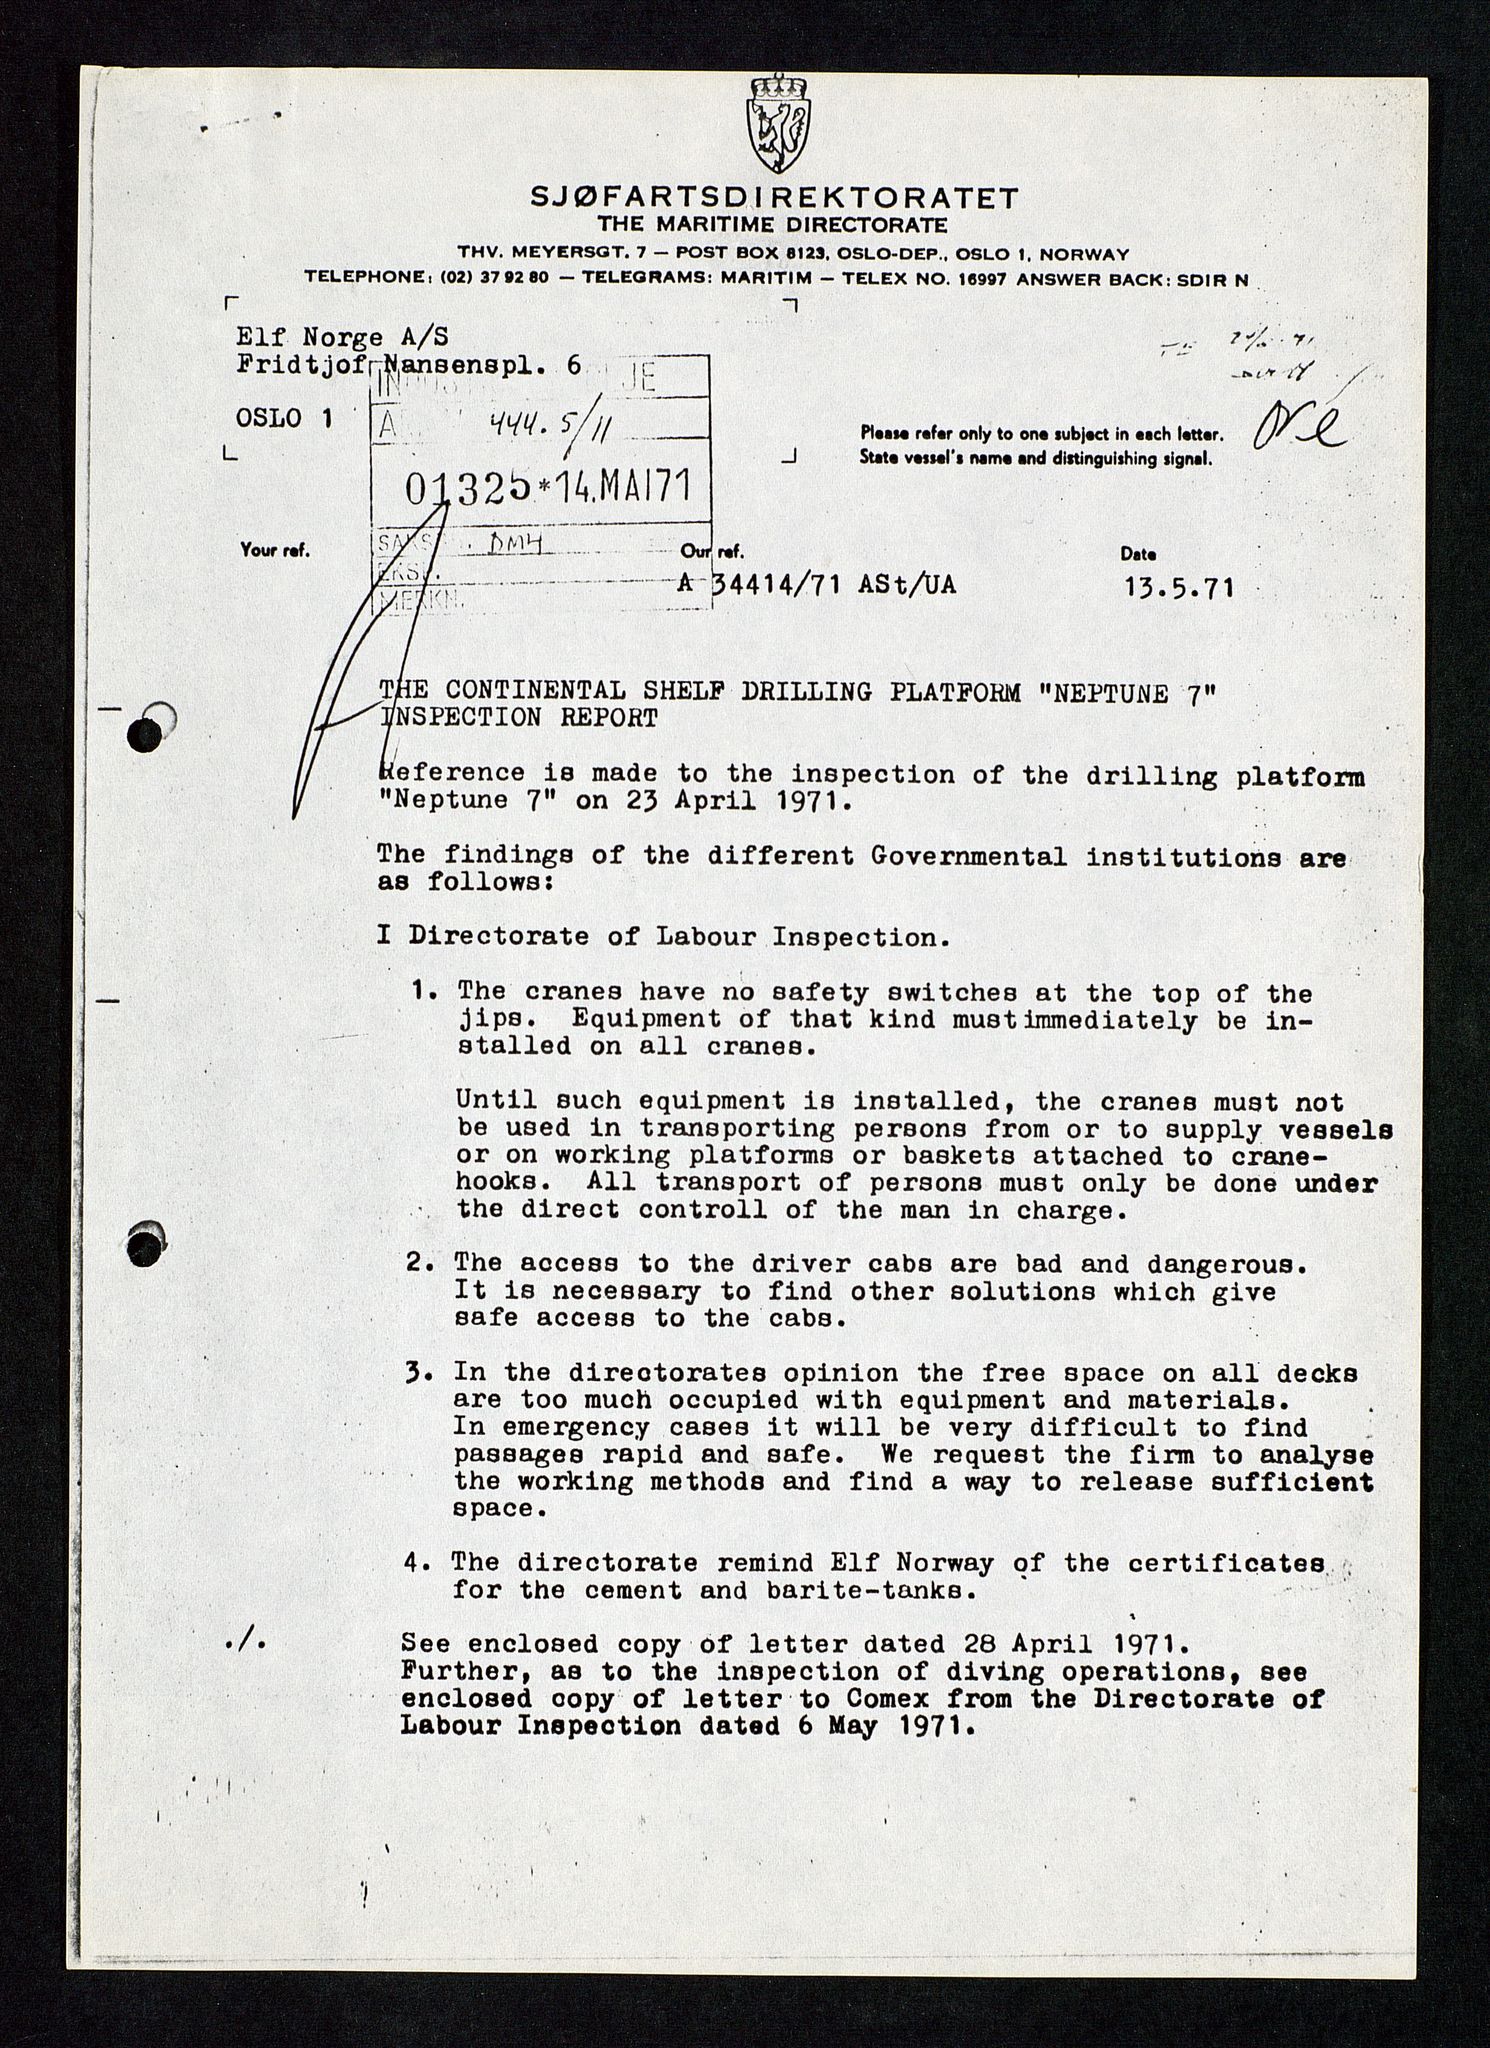 SJØFARTSDIREKTORATET
THE MARITIME DIRECTORATE
THV. MEYERSGT. 7 — POST BOX 8123, OSLO-DEP., OSLO 1, NORWAY
TELEPHONE: (02) 37 92 80 — TELEGRAMS: MARITIM — TELEX NO. 16997 ANSWER BACK: SDIR N
Elf Norge A/S
Fridtjof Nansenspl. 6
OSLO 1
444. 5/11
01325*14.MAI71
DM4
EKSP.
MERKN.
Please refer only to one subject in each letter.
State vessel's name and distinguishing signal.
Your ref.
Our ref.
Date
A 34414/71 ASt/UA
13.5.71
THE CONTINENTAL SHELF DRILLING PLATFORM "NEPTUNE 7"
INSPECTION REPORT
Reference is made to the inspection of the drilling platform
"Neptune 7" on 23 April 1971.
The findings of the different Governmental institutions are
as follows:
I Directorate of Labour Inspection.
1. The cranes have no safety switches at the top of the
jips. Equipment of that kind must immediately be in-
stalled on all cranes.
Until such equipment is installed, the cranes must not
be used in transporting persons from or to supply vessels
or on working platforms or baskets attached to crane-
hooks. All transport of persons must only be done under
the direct controll of the man in charge.
2. The access to the driver cabs are bad and dangerous.
It is necessary to find other solutions which give
safe access to the cabs.
3. In the directorates opinion the free space on all decks
are too much occupied with equipment and materials.
In emergency cases it will be very difficult to find
passages rapid and safe. We request the firm to analyse
the working methods and find a way to release sufficient
space.
4. The directorate remind Elf Norway of the certificates
for the cement and barite-tanks.
./. See enclosed copy of letter dated 28 April 1971.
Further, as to the inspection of diving operations, see
enclosed copy of letter to Comex from the Directorate of
Labour Inspection dated 6 May 1971.